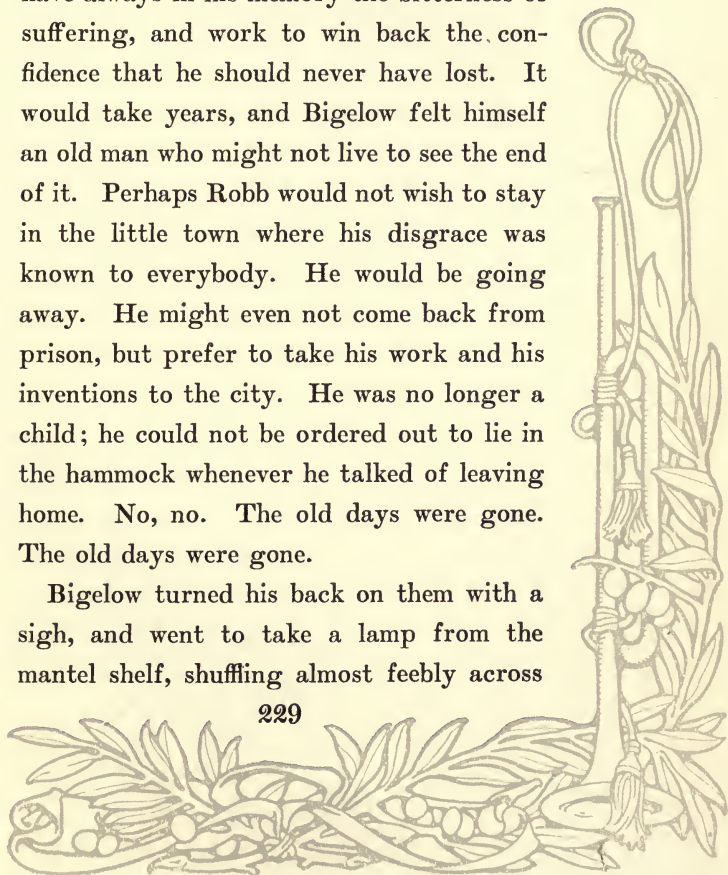 suffering, and work to win back the con-
fidence that he should never have lost. It
would take years, and Bigelow felt himself
an old man who might not live to see the end
of it. Perhaps Robb would not wish to stay
in the little town where his disgrace was
known to everybody. He would be going
away. He might even not come back from
prison, but prefer to take his work and his
inventions to the city. He was no longer a
child; he could not be ordered out to lie in
the hammock whenever he talked of leaving
home. No, no. The old days were gone.
The old days were gone.
Bigelow turned his back on them with a
sigh, and went to take a lamp from the
mantel shelf, shuffling almost feebly across
229